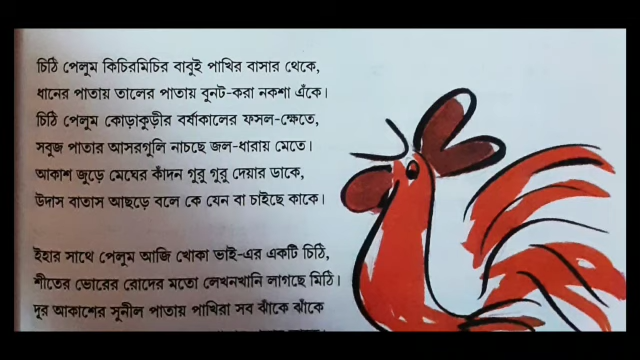 চিঠি পেলুম কিচিরমিচির বাবুই পাখির বাসার থেকে,
ধানের পাতায় তালের পাতায় বুনট-করা নকশা এঁকে।
চিঠি পেলুম কোড়াকুড়ীর বর্ষাকালের ফসল-ক্ষেতে,
সবুজ পাতার আসরগুলি নাচছে জল-ধারায় মেতে।
আকাশ জুড়ে মেঘের কাঁদন গুরু গুরু দেয়ার ডাকে,
উদাস বাতাস আছড়ে বলে কে যেন বা চাইছে কাকে।
ইহার সাথে পেলুম আজি খোকা ভাই-এর একটি চিঠি,
শীতের ভোরের রোদের মতো লেখনখানি লাগছে মিঠি।
দূর আকাশের সুনীল পাতায় পাখিরা সব ঝাঁকে ঝাঁকে